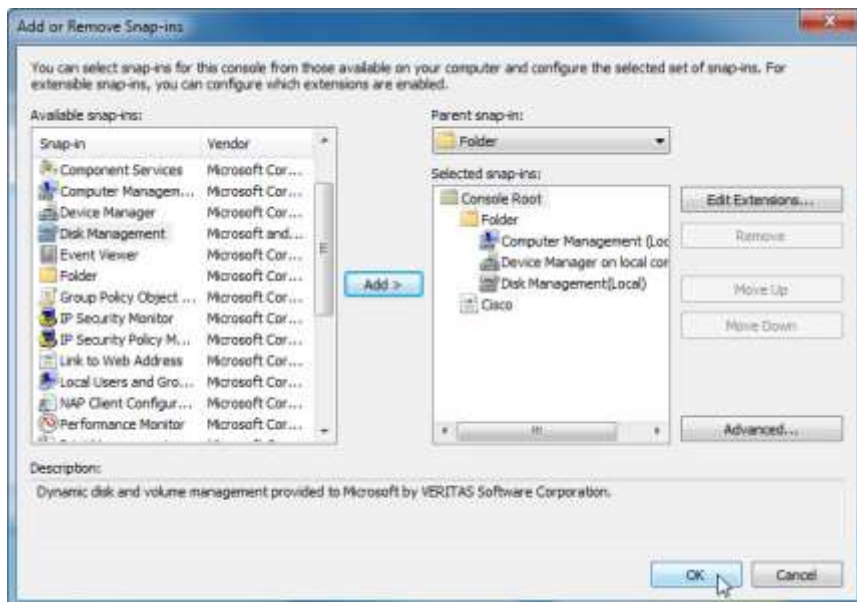 Add or Remove Snap-ins
You can select snap-ins for this console from those available on your computer and configure the selected set of snap-ins. For
extensible snap-ins, you can configure which extensions are enabled.
Available snap-ins:
Snap-in Vendor
Component Services Microsoft Cor...
Computer Managem... Microsoft Cor...
Device Manager Microsoft Cor...
Disk Management Microsoft and...
Event Viewer Microsoft Cor...
Folder Microsoft Cor...
Group Policy Object ... Microsoft Cor...
IP Security Monitor Microsoft Cor...
IP Security Policy M... Microsoft Cor...
Link to Web Address Microsoft Cor...
Local Users and Gro... Microsoft Cor...
NAP Client Configur... Microsoft Cor...
Performance Monitor Microsoft Cor...
Add >
Parent snap-in:
Folder
Selected snap-ins:
Console Root
Folder
Computer Management (Loc
Device Manager on local cor
Disk Management(Local)
Cisco
Edit Extensions...
Remove
Move Up
Move Down
Advanced...
Description:
Dynamic disk and volume management provided to Microsoft by VERITAS Software Corporation.
OK
Cancel